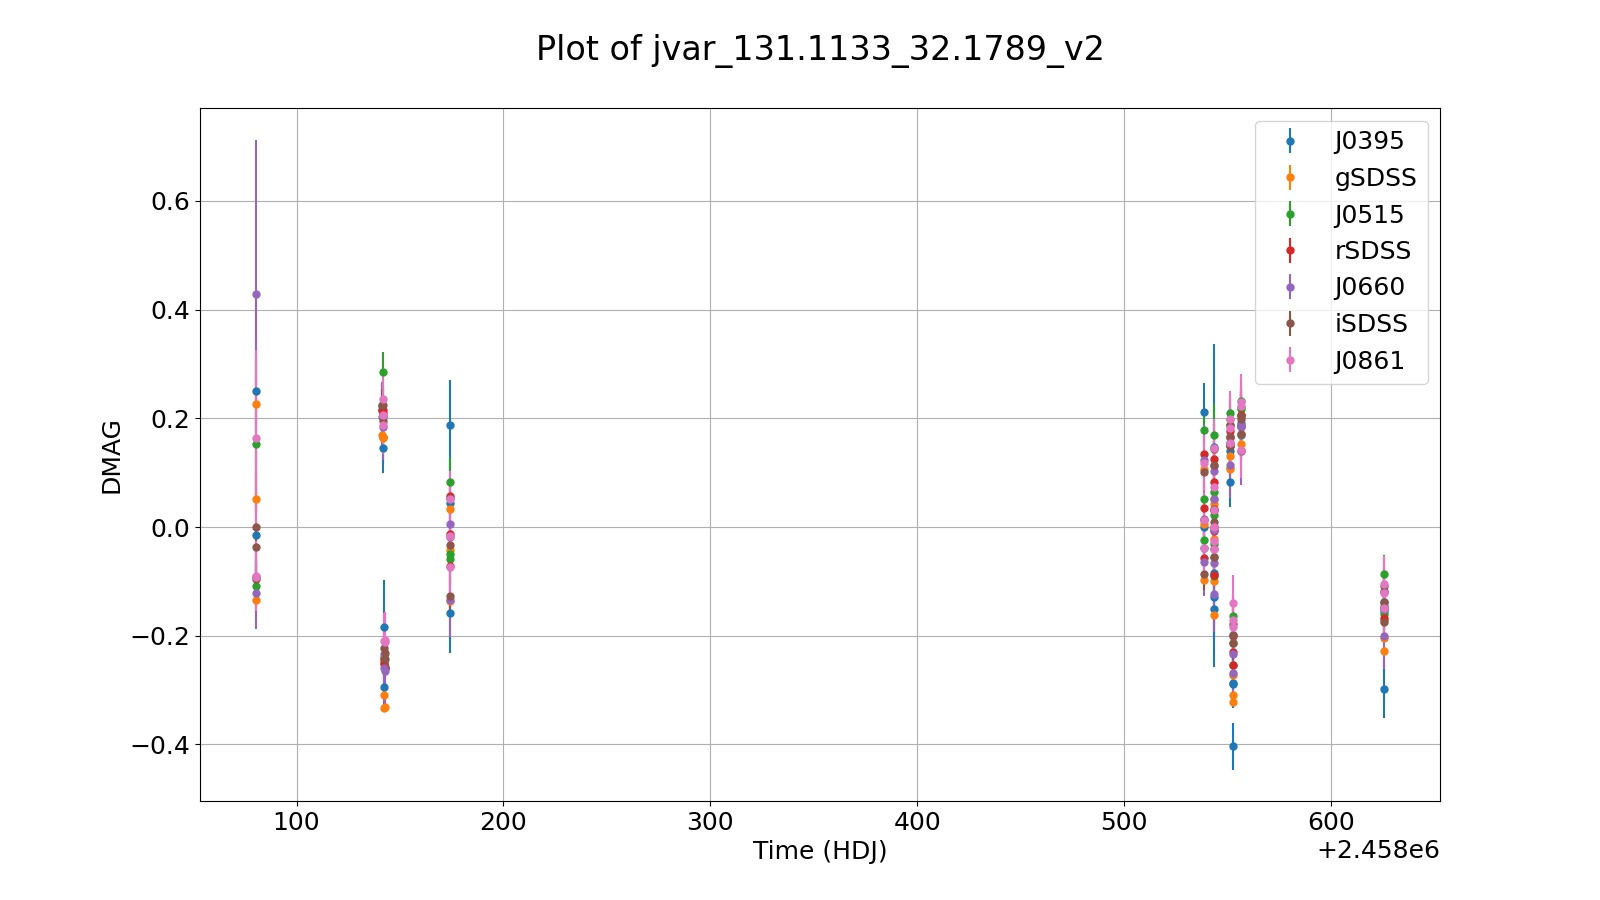 Plot of jvar_131.1133_32.1789_v2
J0395
gSDSS
J0515
rSDSS
J0660
iSDSS
J0861
DMAG
0.6
0.4
0.2
0.0
−0.2
−0.4
100 200 300 400 500 600
Time (HDJ)
+2.458e6